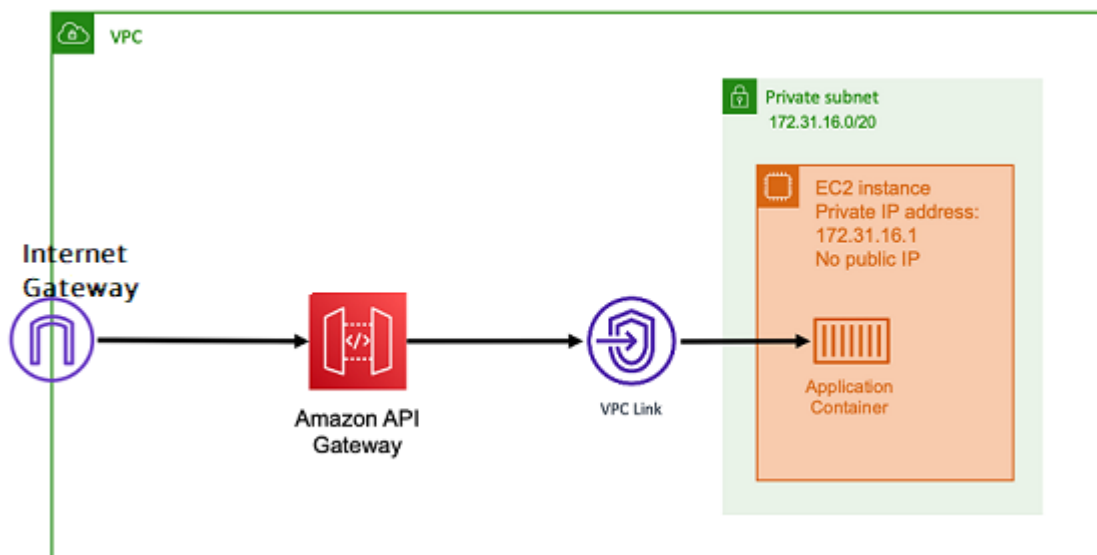 VPC
Private subnet
172.31.16.0/20
EC2 instance
Private IP address:
172.31.16.1
No public IP
Internet
Gateway
</>
Amazon API
Gateway
VPC Link
Application
Container